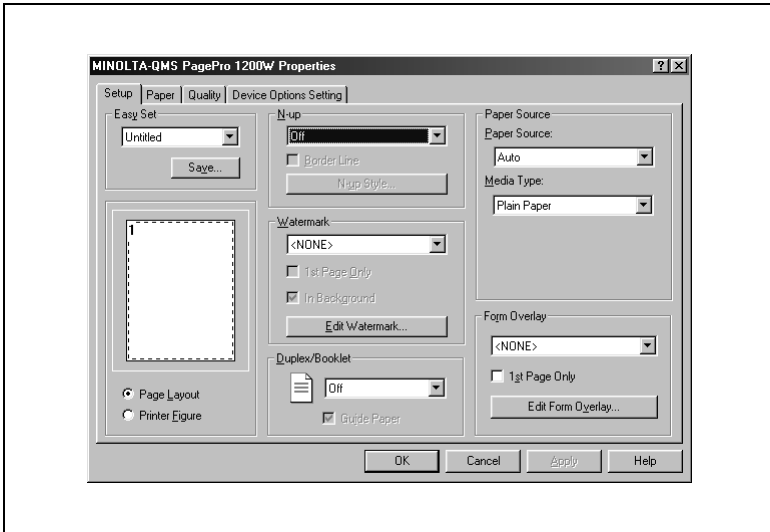 MINOLTA-QMS PagePro 1200W Properties
Setup
Paper
Quality
Device Options Setting
Easy Set
Untitled
Save...
1
Page Layout
Printer Figure
N-up
Off
Border Line
N-up Style...
Watermark
<NONE>
1st Page Only
In Background
Edit Watermark...
Duplex/Booklet
Off
Guide Paper
Paper Source
Paper Source:
Auto
Media Type:
Plain Paper
Form Overlay
<NONE>
1st Page Only
Edit Form Overlay...
OK
Cancel
Apply
Help